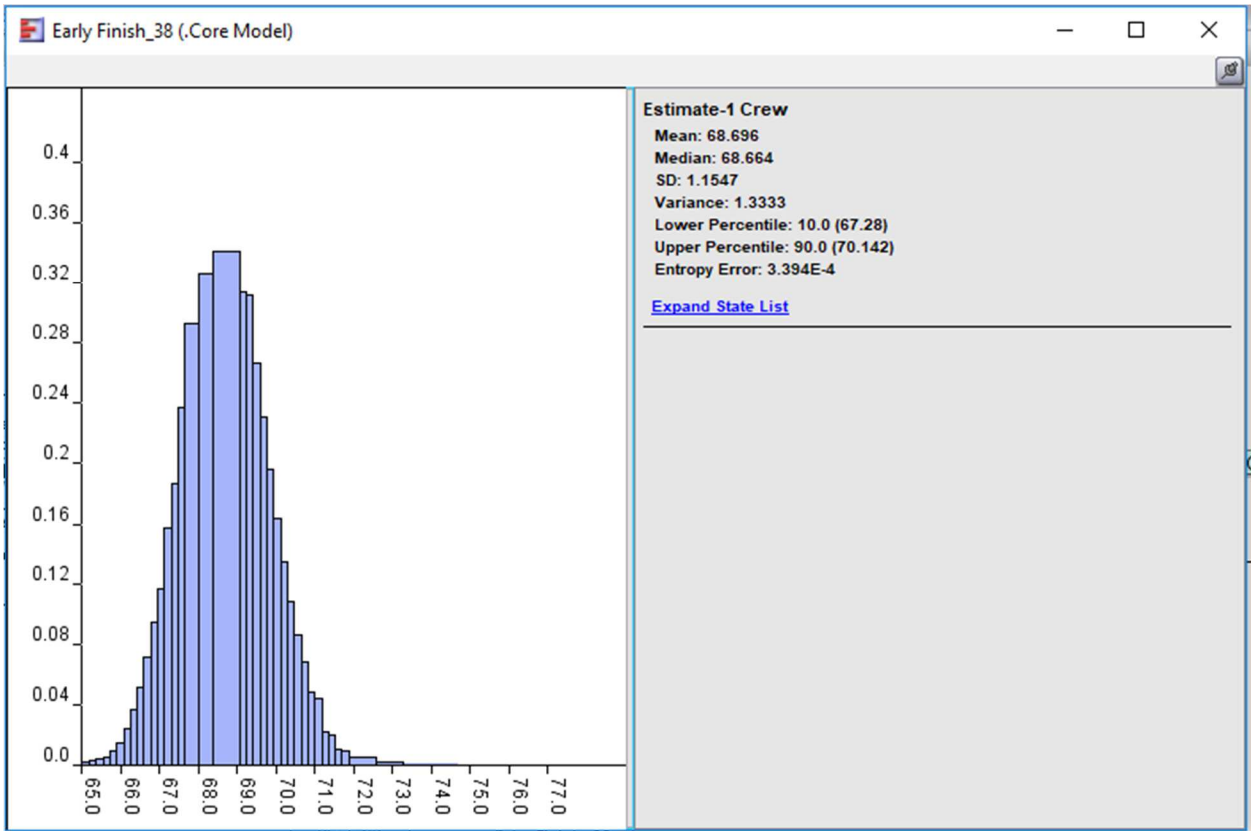 Early Finish_38 (.Core Model)
0.4
0.36
0.32
0.28
0.24
0.2
0.16
0.12
0.08
0.04
0.0
65.0
66.0
67.0
68.0
69.0
70.0
71.0
72.0
73.0
74.0
75.0
76.0
77.0
Estimate-1 Crew
Mean: 68.696
Median: 68.664
SD: 1.1547
Variance: 1.3333
Lower Percentile: 10.0 (67.28)
Upper Percentile: 90.0 (70.142)
Entropy Error: 3.394E-4
Expand State List